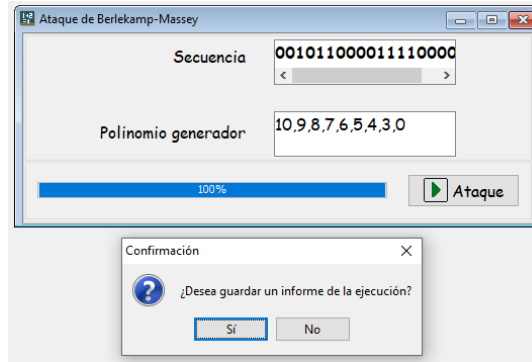 Ataque de Berlekamp-Massey
Secuencia
001011000011110000
Polinomio generador
10,9,8,7,6,5,4,3,0
100%
Ataque
Confirmación
¿Desea guardar un informe de la ejecución?
Sí
No